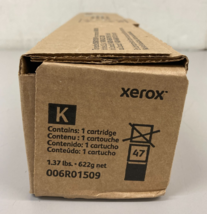 xerox
K
Contains: 1 cartridge
Contenu: 1 cartouche
Contenido: 1 cartucho
Conteúdo: 1 cartucho
47
1.37 lbs. - 622g net
006R01509